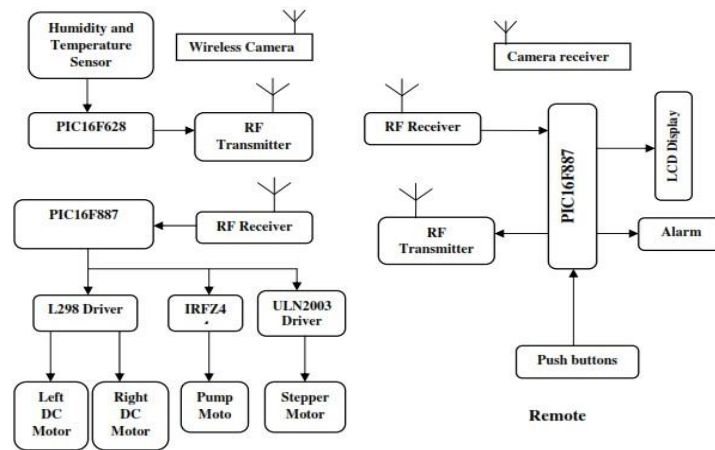 Humidity and
Temperature
Sensor
Wireless Camera
Camera receiver
PIC16F628
RF
Transmitter
RF Receiver
PIC16F887
LCD Display
PIC16F887
RF Receiver
RF
Transmitter
Alarm
L298 Driver
IRFZ4
ULN2003
Driver
Push buttons
Left
DC
Motor
Right
DC
Motor
Pump
Moto
Stepper
Motor
Remote